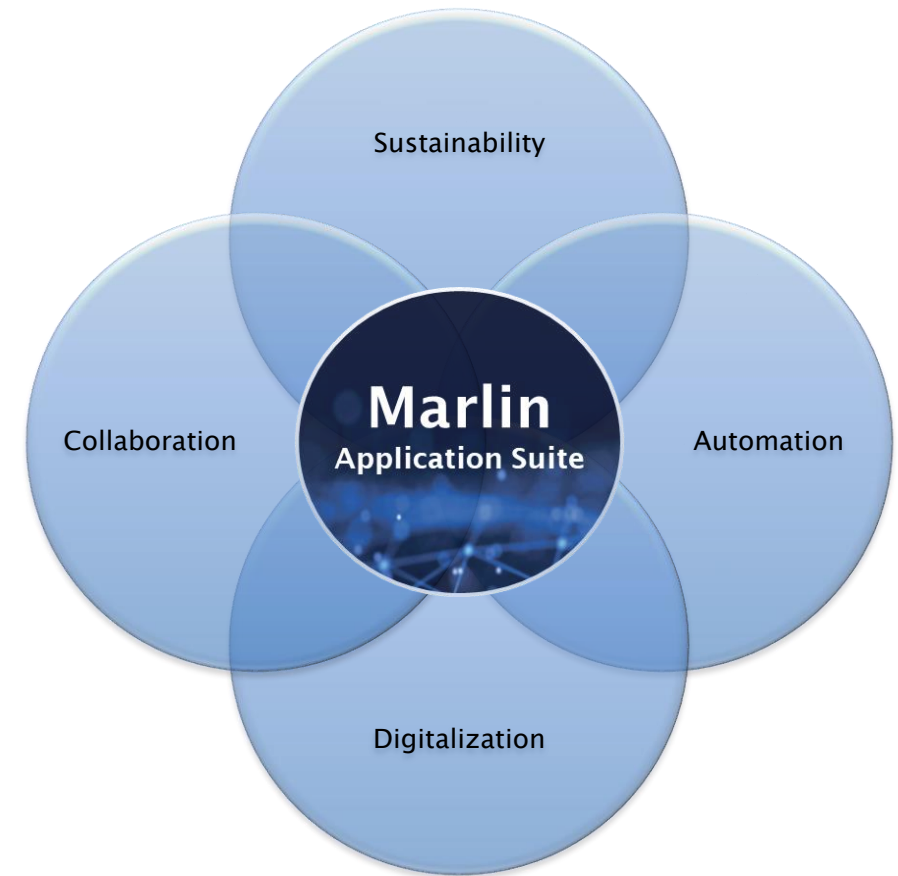 Sustainability
Collaboration
Marlin
Application Suite
Automation
Digitalization